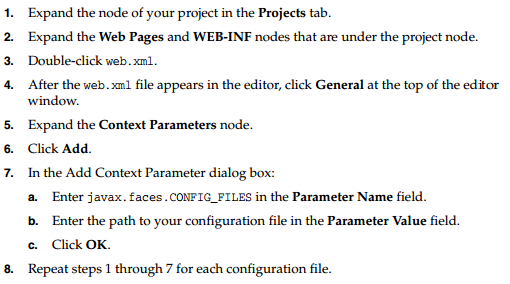 1. Expand the node of your project in the Projects tab.
2. Expand the Web Pages and WEB-INF nodes that are under the project node.
3. Double-click web.xml.
4. After the web.xml file appears in the editor, click General at the top of the editor
window.
5. Expand the Context Parameters node.
6. Click Add.
7. In the Add Context Parameter dialog box:
a. Enter javax.faces.CONFIG_FILES in the Parameter Name field.
b. Enter the path to your configuration file in the Parameter Value field.
c. Click OK.
8. Repeat steps 1 through 7 for each configuration file.